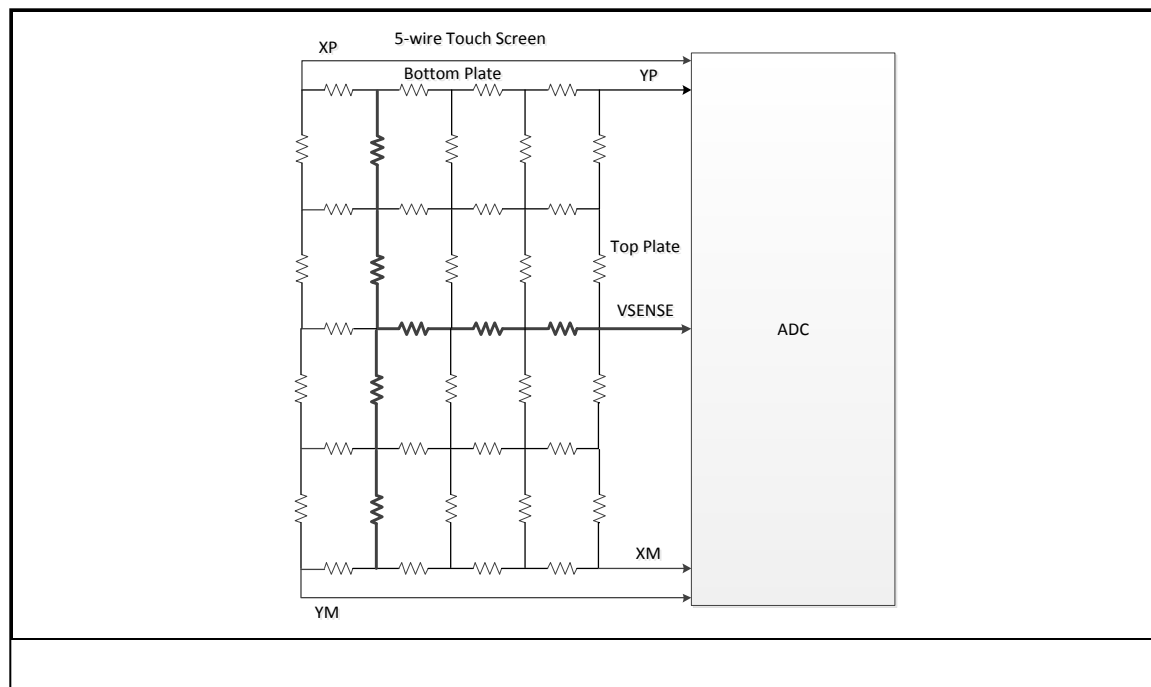 5-wire Touch Screen
XP
Bottom Plate
YP
Top Plate
VSENSE
ADC
XM
YM